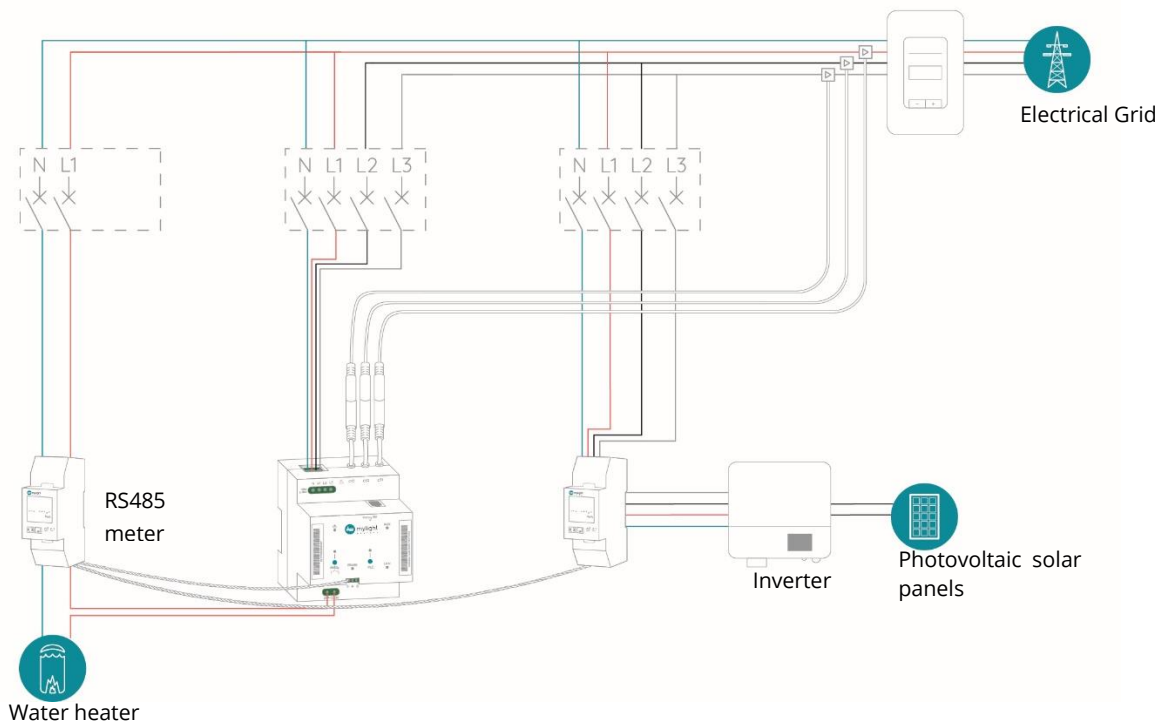 Electrical Grid
N L1
N L1 L2 L3
N L1 L2 L3
RS485
meter
mylight
Inverter
Photovoltaic solar
panels
Water heater